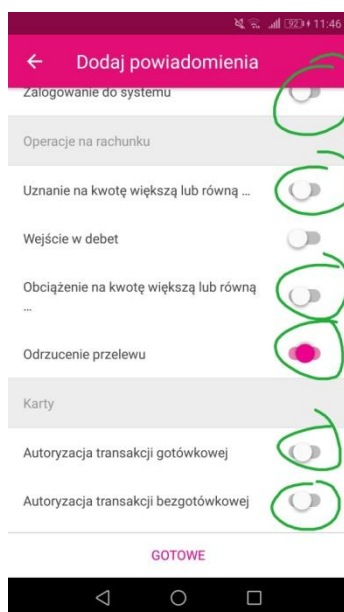 92 11:46
Dodaj powiadomienia
Zalogowanie do systemu
Operacje na rachunku
Uznanie na kwotę większą lub równą ...
Wejście w debet
Obciążenie na kwotę większą lub równą
...
Odrzucenie przelewu
Karty
Autoryzacja transakcji gotówkowej
Autoryzacja transakcji bezgotówkowej
GOTOWE